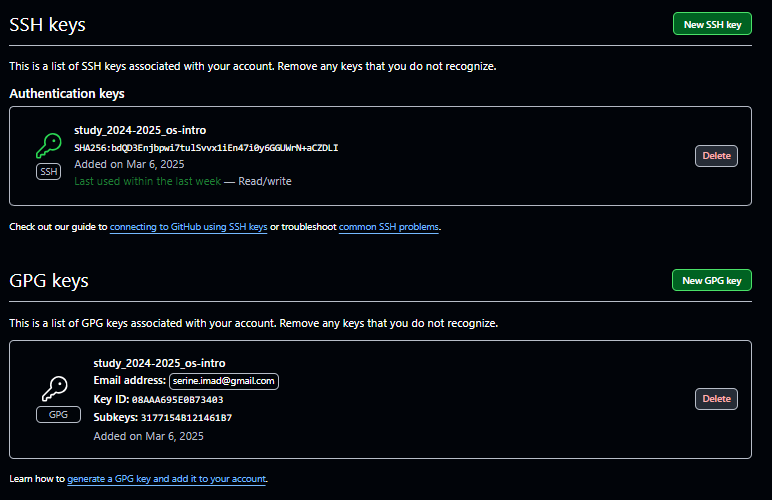 SSH keys
New SSH key
This is a list of SSH keys associated with your account. Remove any keys that you do not recognize.
Authentication keys
study_2024-2025_os-intro
SHA256:bdQD3Enjbpwi7tulSvvx1iEn47i0y6GGUWrN+aCZDLI
Added on Mar 6, 2025
Last used within the last week — Read/write
SSH
Delete
Check out our guide to connecting to GitHub using SSH keys or troubleshoot common SSH problems.
GPG keys
New GPG key
This is a list of GPG keys associated with your account. Remove any keys that you do not recognize.
study_2024-2025_os-intro
Email address: serine.imad@gmail.com
Key ID: 08AAA695E0B73403
Subkeys: 3177154B121461B7
Added on Mar 6, 2025
GPG
Delete
Learn how to generate a GPG key and add it to your account.